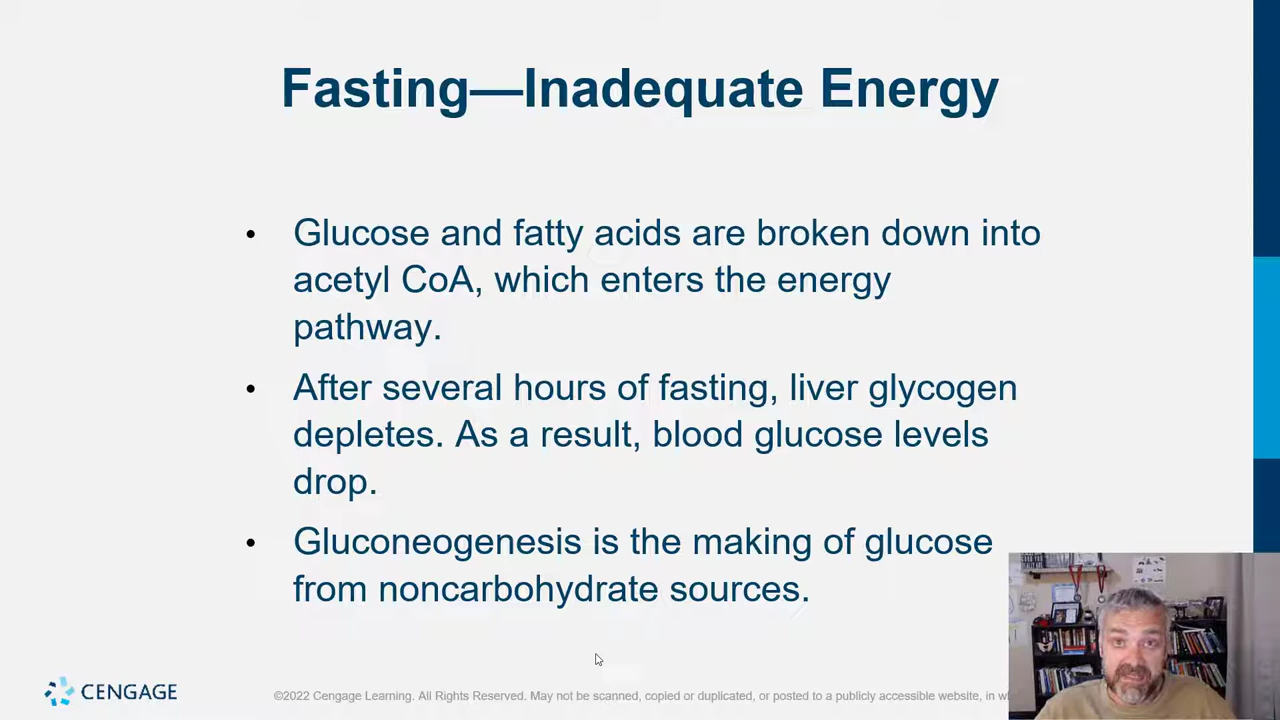 Fasting—Inadequate Energy
• Glucose and fatty acids are broken down into
acetyl CoA, which enters the energy
pathway.
• After several hours of fasting, liver glycogen
depletes. As a result, blood glucose levels
drop.
• Gluconeogenesis is the making of glucose
from noncarbohydrate sources.
CENGAGE
©2022 Cengage Learning. All Rights Reserved. May not be scanned, copied or duplicated, or posted to a publicly accessible website, in